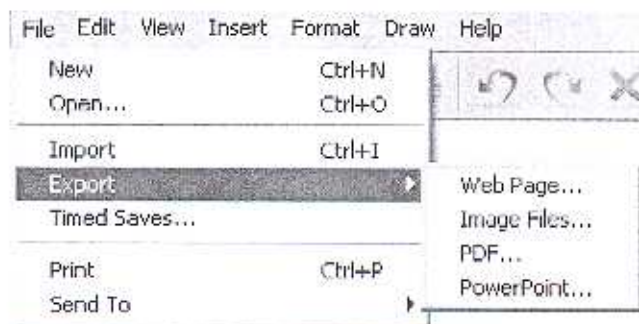 File Edit View Insert Format Draw Help
New Ctrl+N
Open... Ctrl+O
Import Ctrl+I
Export
Timed Saves...
Print Ctrl+P
Send To
Web Page...
Image Files...
PDF...
PowerPoint...